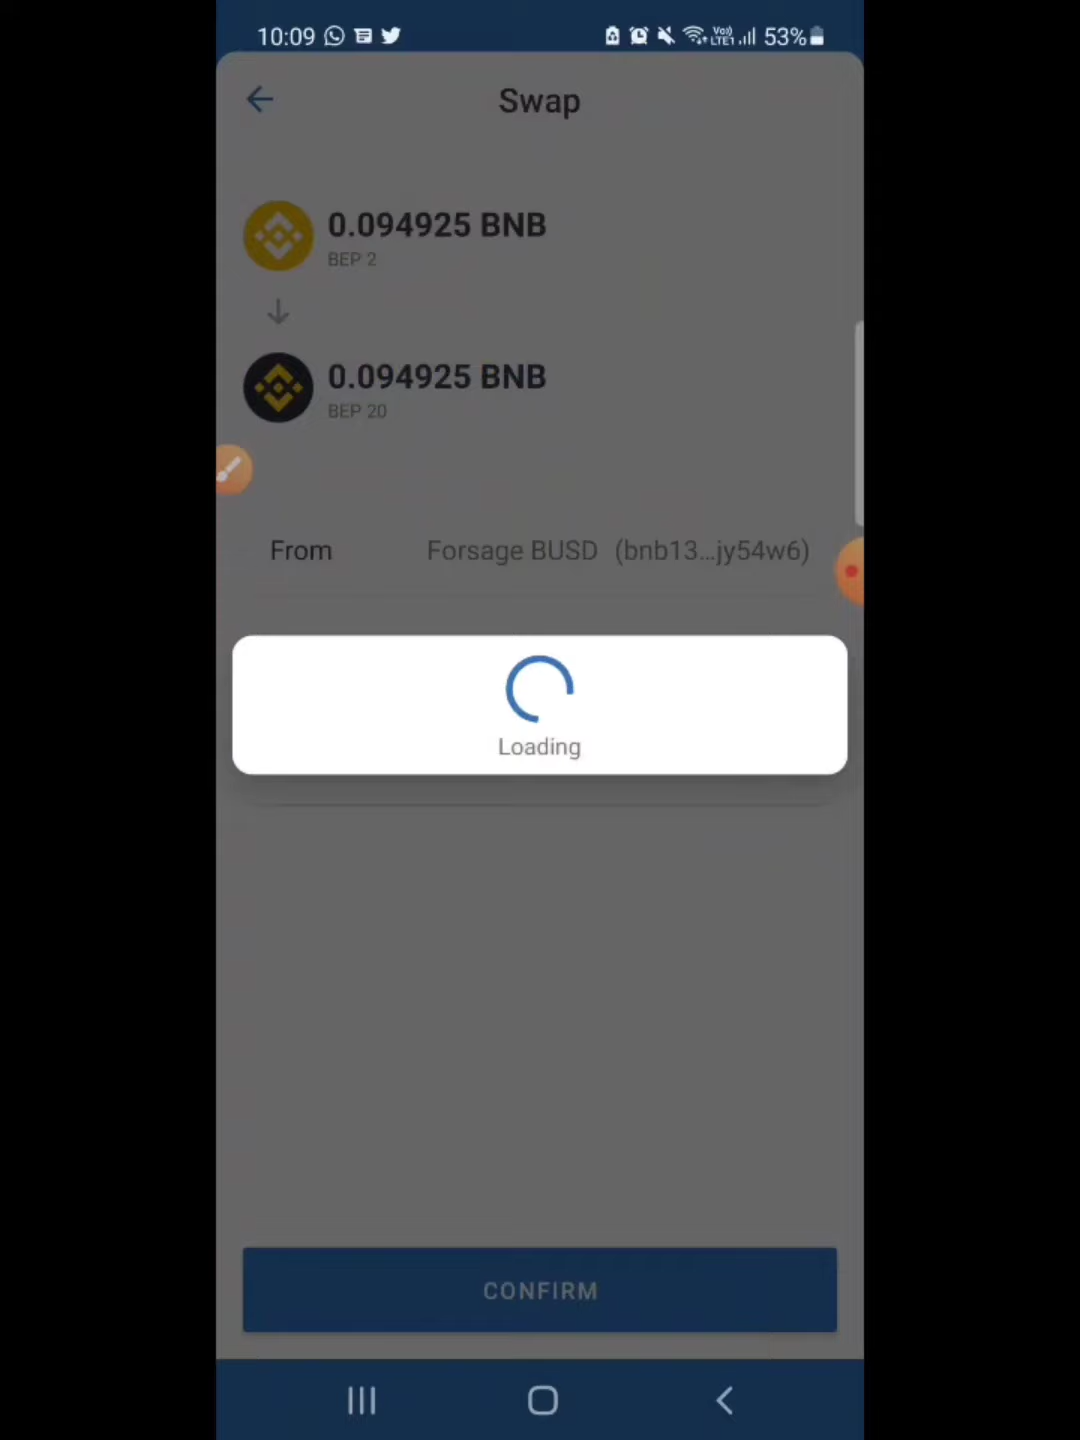 10:09 53%
Swap
0.094925 BNB
BEP 2
0.094925 BNB
BEP 20
From Forsage BUSD (bnb13...jy54w6)
Loading
CONFIRM